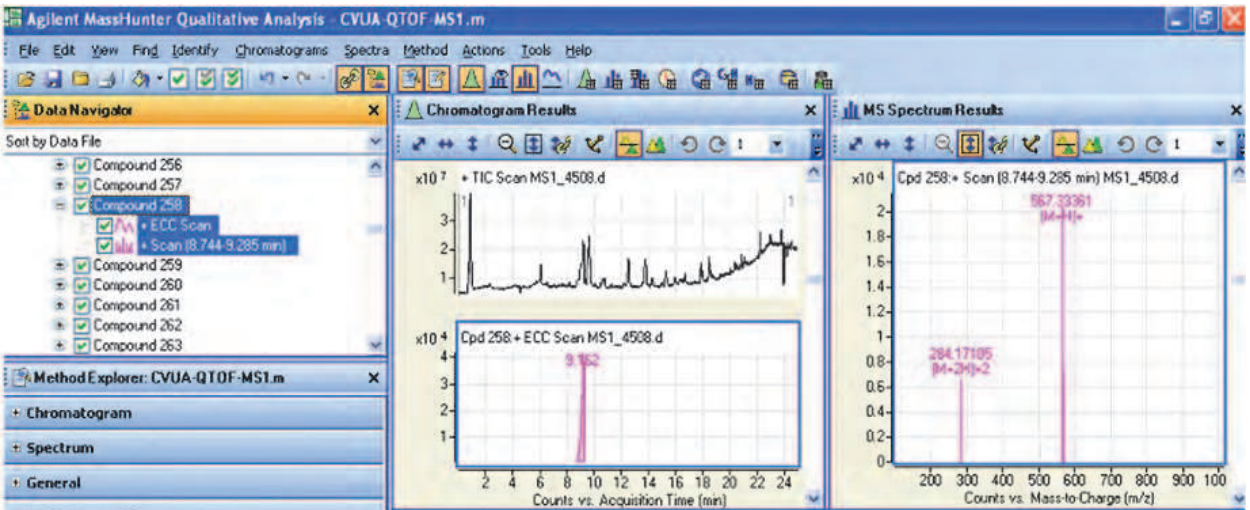 Agilent MassHunter Qualitative Analysis - CVUA-QTOF-MS1.m
File Edit View Find Identify Chromatograms Spectra Method Actions Tools Help
Data Navigator
Sort by Data File
Compound 256
Compound 257
Compound 258
+ ECC Scan
+ Scan (8.744-9.285 min)
Compound 259
Compound 260
Compound 261
Compound 262
Compound 263
Method Explorer: CVUA-QTOF-MS1.m
+ Chromatogram
+ Spectrum
+ General
Chromatogram Results
1
x10 7 + TIC Scan MS1_4508.d
1 1
3
2
1
x10 4 Cpd 258:+ ECC Scan MS1_4508.d
4
3
2
1
2 4 6 8 10 12 14 16 18 20 22 24
Counts vs. Acquisition Time (min)
MS Spectrum Results
1
x10 4 Cpd 258:+ Scan (8.744-9.285 min) MS1_4508.d
567.33361
(M+H)+
284.17105
(M+2H)+2
2
1.8
1.6
1.4
1.2
1
0.8
0.6
0.4
0.2
0
200 300 400 500 600 700 800 900 100
Counts vs. Mass-to-Charge (m/z)